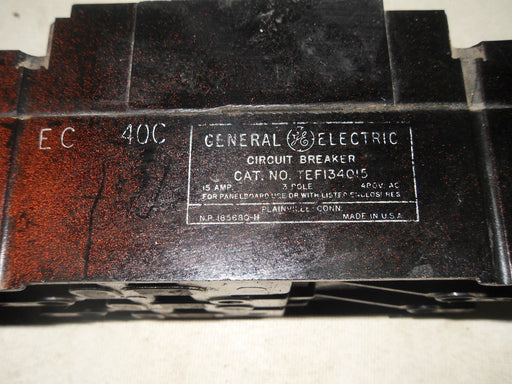 EC 40C
GENERAL GE ELECTRIC
CIRCUIT BREAKER
CAT. NO. TEF134015
15 AMP. 3 POLE 480V. AC
FOR PANELBOARD USE OR WITH LISTED ENCLOSURES
PLAINVILLE CONN.
N.P. 185680-H MADE IN U.S.A.